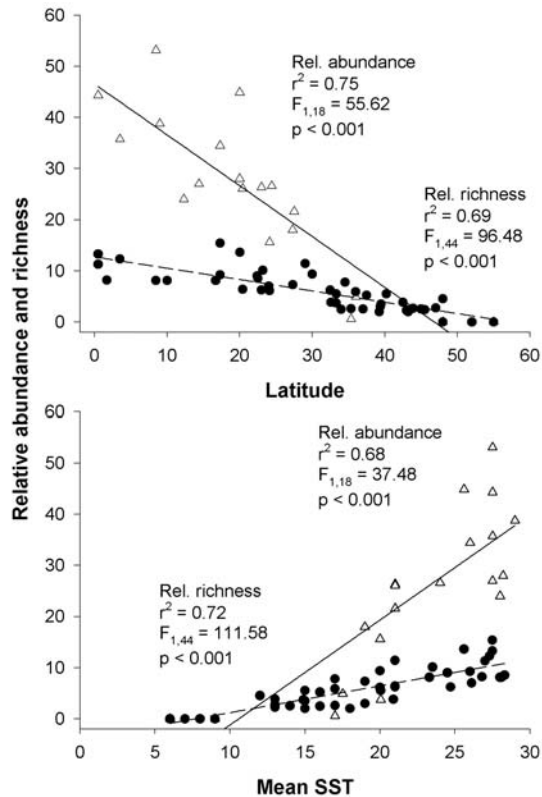 Relative abundance and richness
60
50
40
30
20
10
0
Rel. abundance
r² = 0.75
F₁,₁₈ = 55.62
p < 0.001
Rel. richness
r² = 0.69
F₁,₄₄ = 96.48
p < 0.001
0 10 20 30 40 50 60
Latitude
60
50
40
30
20
10
0
Rel. abundance
r² = 0.68
F₁,₁₈ = 37.48
p < 0.001
Rel. richness
r² = 0.72
F₁,₄₄ = 111.58
p < 0.001
0 5 10 15 20 25 30
Mean SST